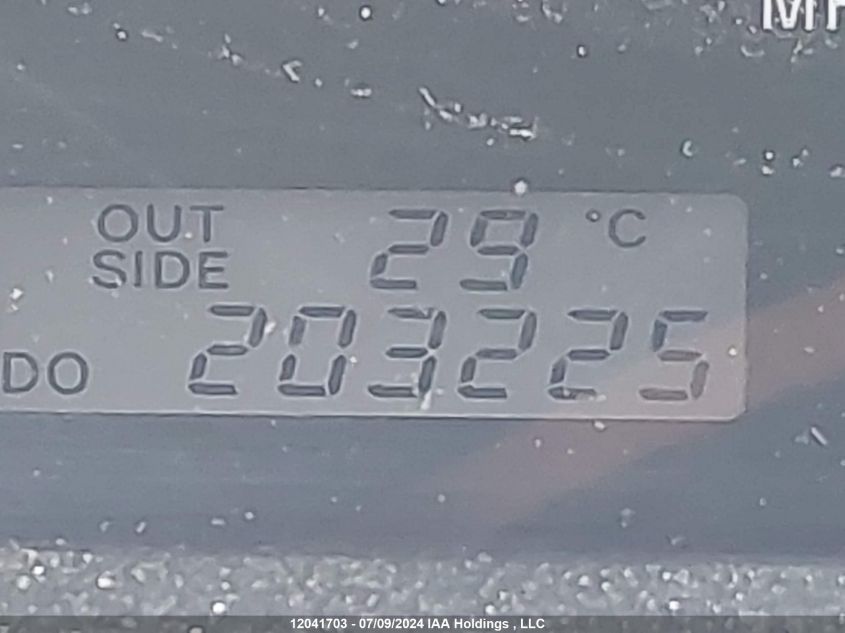 OUT SIDE 29 °C
DO 203225
12041703 - 07/09/2024 IAA Holdings , LLC